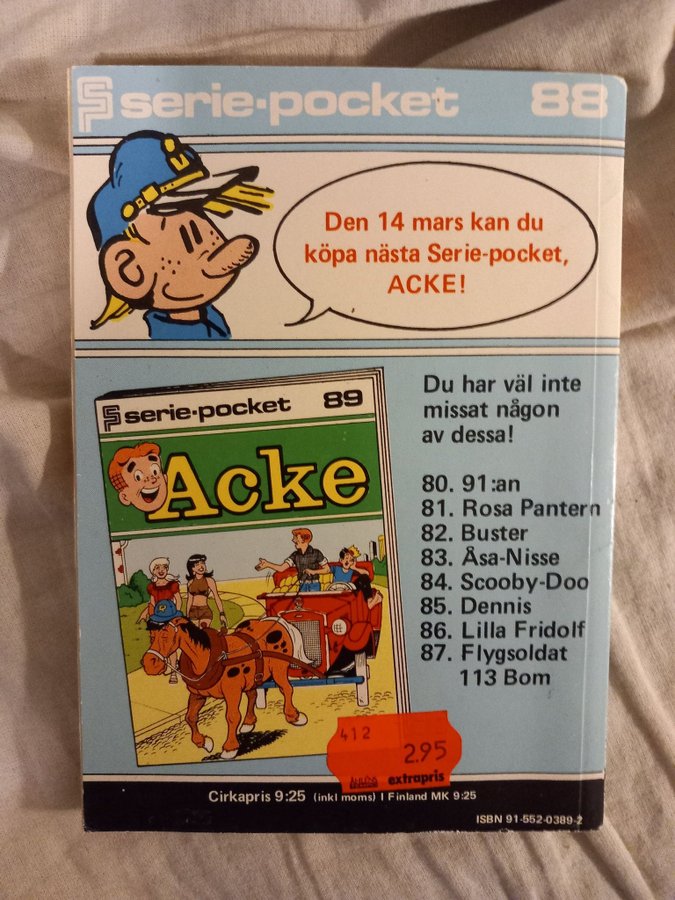 serie-pocket 88
Den 14 mars kan du
köpa nästa Serie-pocket,
ACKE!
serie-pocket 89
Acke
Du har väl inte
missat någon
av dessa!
80. 91:an
81. Rosa Pantern
82. Buster
83. Åsa-Nisse
84. Scooby-Doo
85. Dennis
86. Lilla Fridolf
87. Flygsoldat
113 Bom
412
2.95
ÅHLÉNS extrapris
Cirkapris 9:25 (inkl moms) I Finland MK 9:25
ISBN 91-552-0389-2